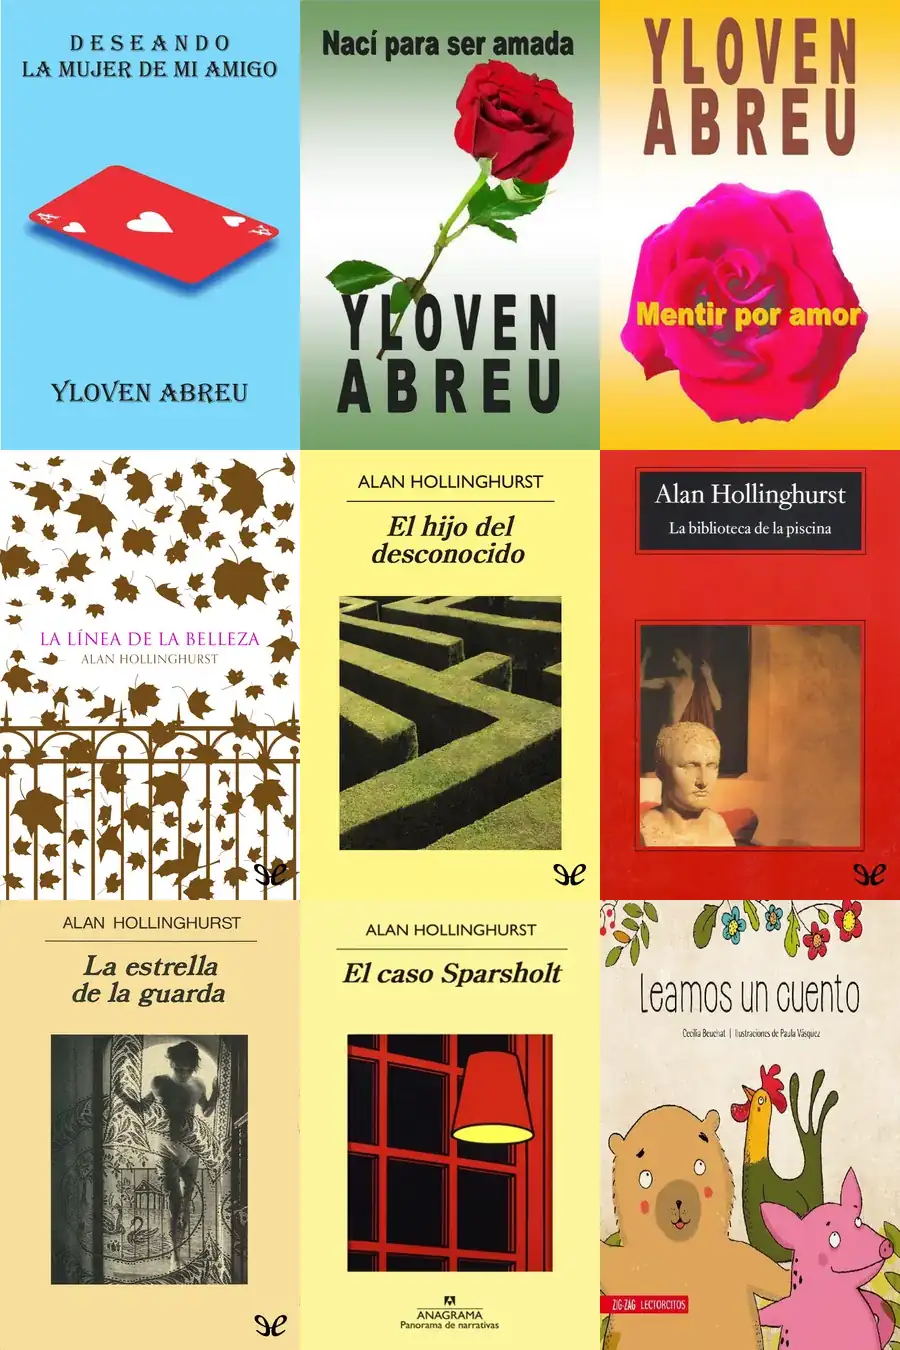 DESEANDO
LA MUJER DE MI AMIGO
A
A
YLOVEN ABREU
Nací para ser amada
YLOVEN
ABREU
YLOVEN
ABREU
Mentir por amor
LA LÍNEA DE LA BELLEZA
ALAN HOLLINGHURST
ALAN HOLLINGHURST
El hijo del
desconocido
Alan Hollinghurst
La biblioteca de la piscina
ALAN HOLLINGHURST
La estrella
de la guarda
ALAN HOLLINGHURST
El caso Sparsholt
ANAGRAMA
Panorama de narrativas
Leamos un cuento
Cecilia Beuchat | Ilustraciones de Paula Vásquez
ZIG-ZAG LECTORCITOS